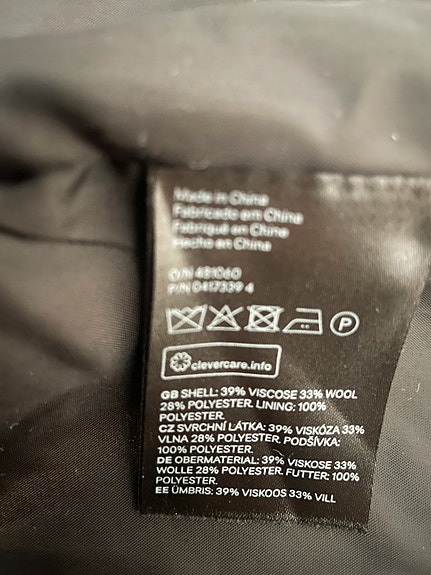 Made in China
Fabricado em China
Fabriqué en Chine
Hecho en China
O/N 481060
P/N 0417339 4
P
clevercare.info
GB SHELL: 39% VISCOSE 33% WOOL
28% POLYESTER. LINING: 100%
POLYESTER.
CZ SVRCHNÍ LÁTKA: 39% VISKÓZA 33%
VLNA 28% POLYESTER. PODŠÍVKA:
100% POLYESTER.
DE OBERMATERIAL: 39% VISKOSE 33%
WOLLE 28% POLYESTER. FUTTER: 100%
POLYESTER.
EE ÜMBRIS: 39% VISKOOS 33% VILL